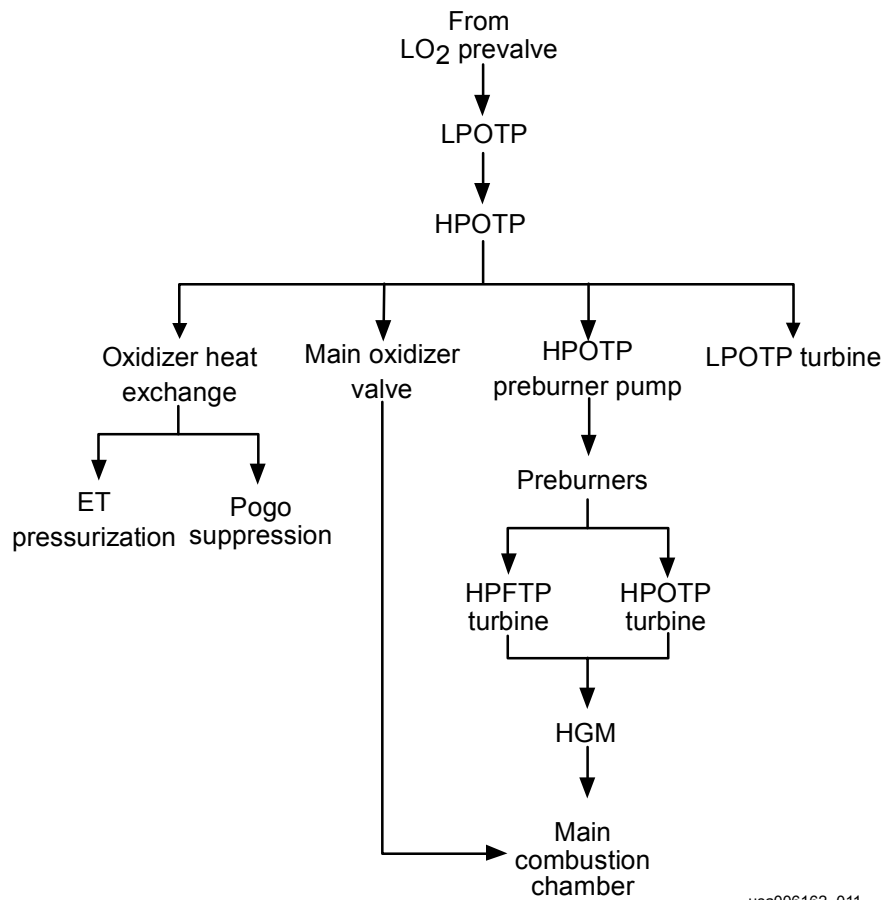 From
LO2 prevalve
LPOTP
HPOTP
Oxidizer heat
exchange
Main oxidizer
valve
HPOTP
preburner pump
LPOTP turbine
ET
pressurization
Pogo
suppression
Preburners
HPFTP
turbine
HPOTP
turbine
HGM
Main
combustion
chamber